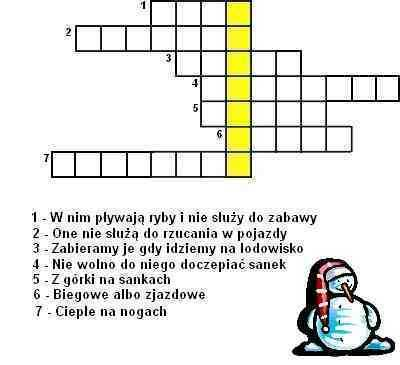 1
2
3
4
5
6
7
1 - W nim pływają ryby i nie służy do zabawy
2 - One nie służą do rzucania w pojazdy
3 - Zabieramy je gdy idziemy na lodowisko
4 - Nie wolno do niego doczepiać sanek
5 - Z górki na sankach
6 - Biegowe albo zjazdowe
7 - Ciepłe na nogach